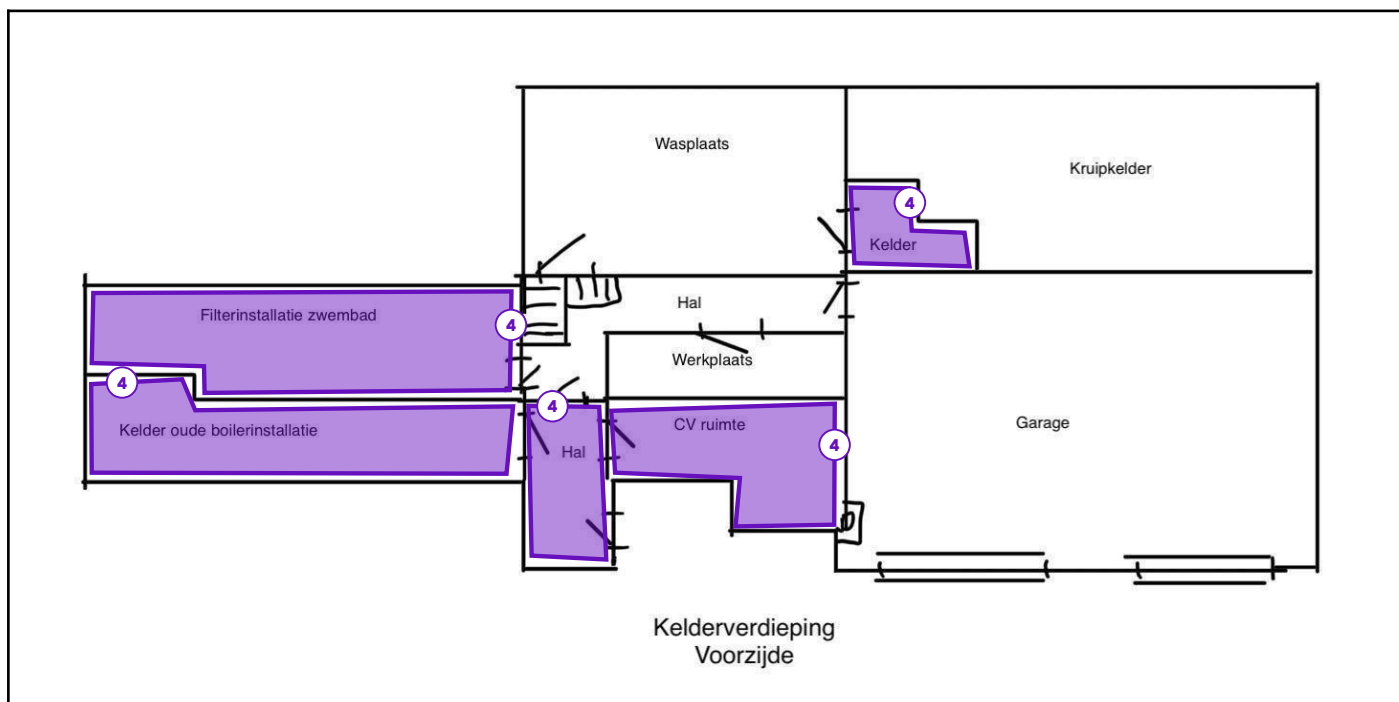 Wasplaats
Kruipkelder
4
Kelder
Filterinstallatie zwembad
4
Hal
Werkplaats
4
Kelder oude boilerinstallatie
4
Hal
CV ruimte
4
Garage
Kelderverdieping
Voorzijde